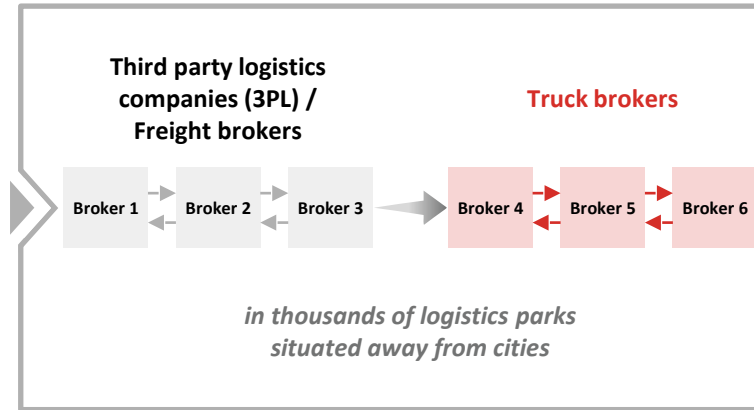 Third party logistics
companies (3PL) /
Freight brokers
Truck brokers
Broker 1
Broker 2
Broker 3
Broker 4
Broker 5
Broker 6
in thousands of logistics parks
situated away from cities